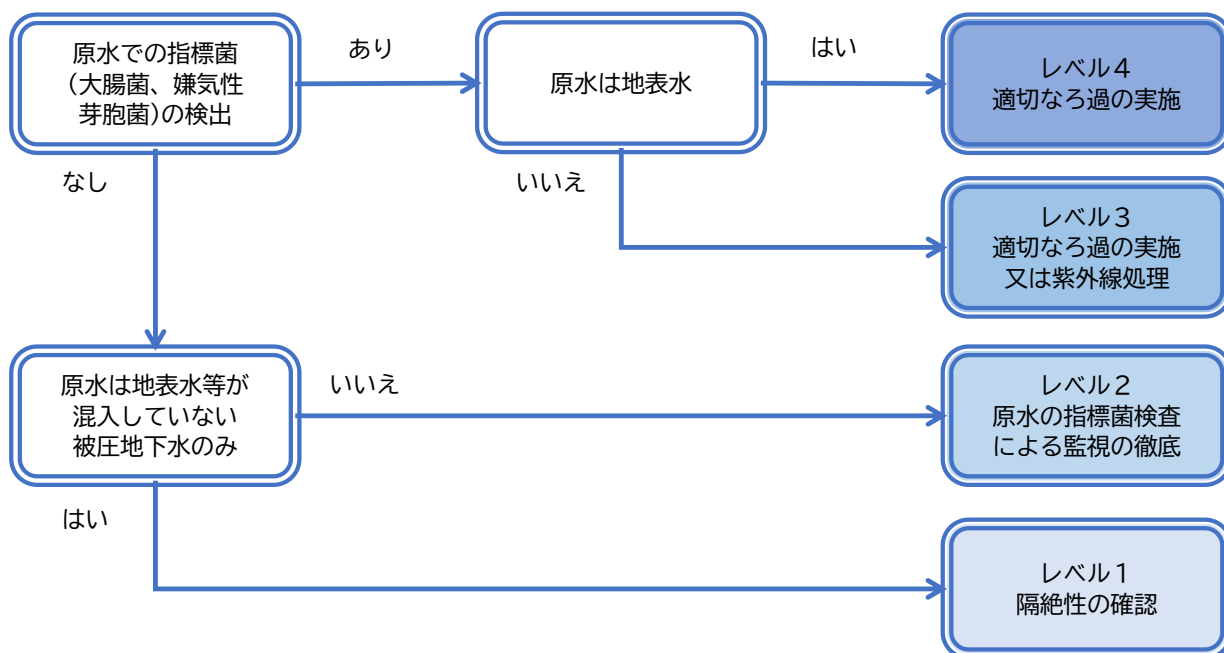 原水での指標菌
(大腸菌、嫌気性
芽胞菌)の検出
あり
原水は地表水
はい
レベル4
適切なろ過の実施
なし
いいえ
レベル3
適切なろ過の実施
又は紫外線処理
原水は地表水等が
混入していない
被圧地下水のみ
いいえ
レベル2
原水の指標菌検査
による監視の徹底
はい
レベル1
隔絶性の確認